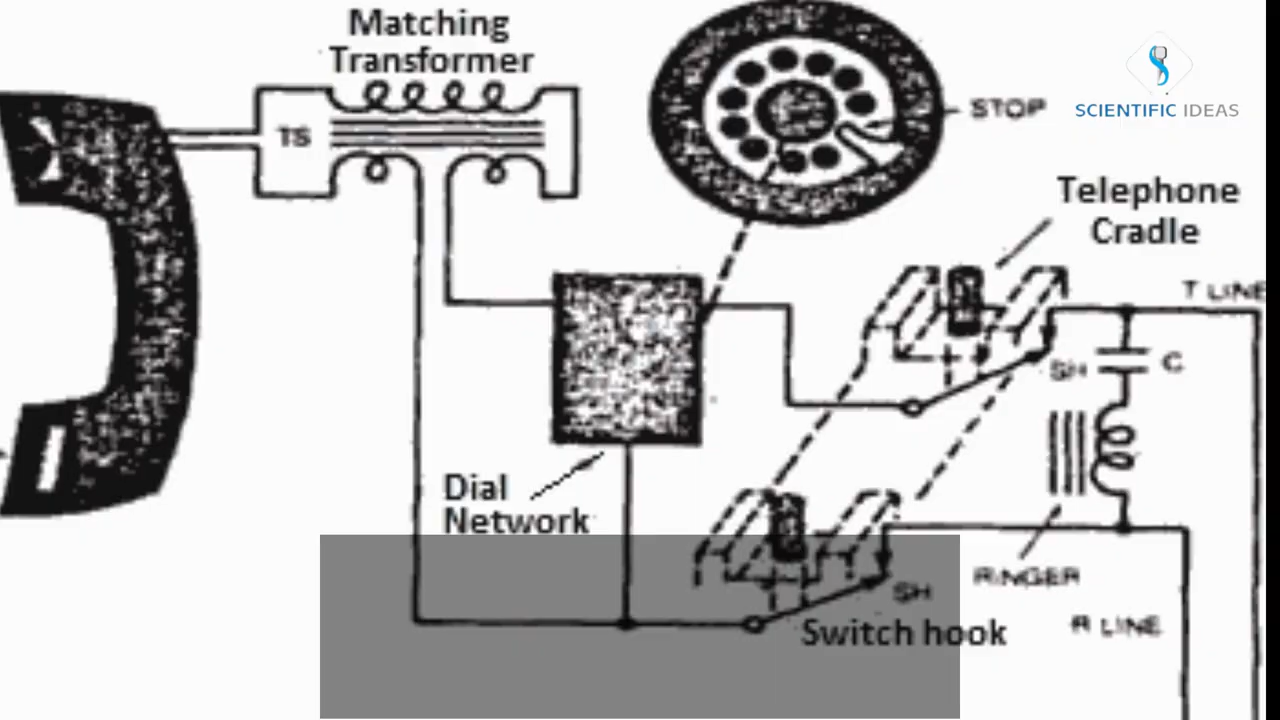 Matching
Transformer
TS
STOP
SCIENTIFIC IDEAS
Telephone
Cradle
T LINE
SH
C
Dial
Network
RINGER
SH
Switch hook
R LINE